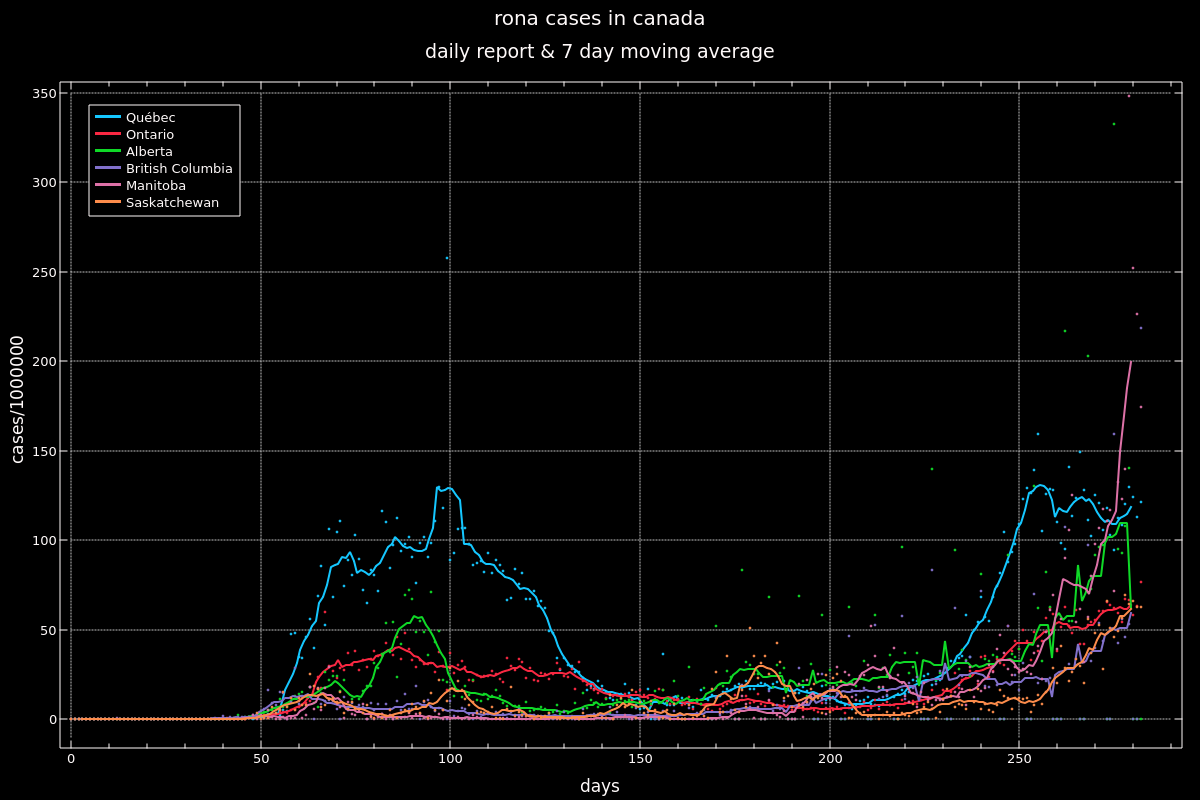 rona cases in canada
daily report & 7 day moving average
cases/1000000
350
300
250
200
150
100
50
0
Québec
Ontario
Alberta
British Columbia
Manitoba
Saskatchewan
0 50 100 150 200 250
days